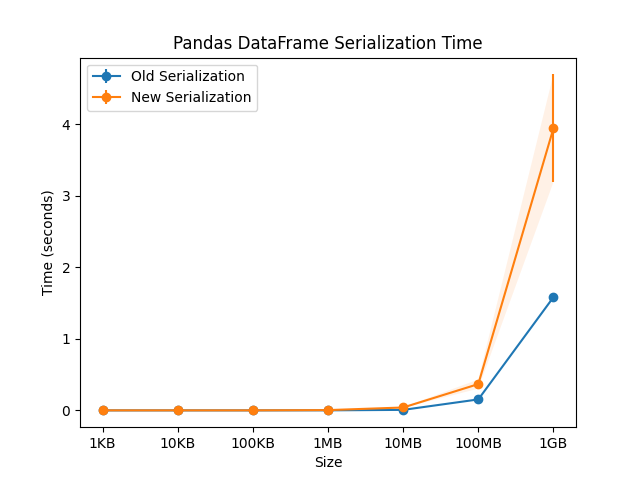 Pandas DataFrame Serialization Time
Old Serialization
New Serialization
Time (seconds)
4
3
2
1
0
1KB
10KB
100KB
1MB
10MB
100MB
1GB
Size